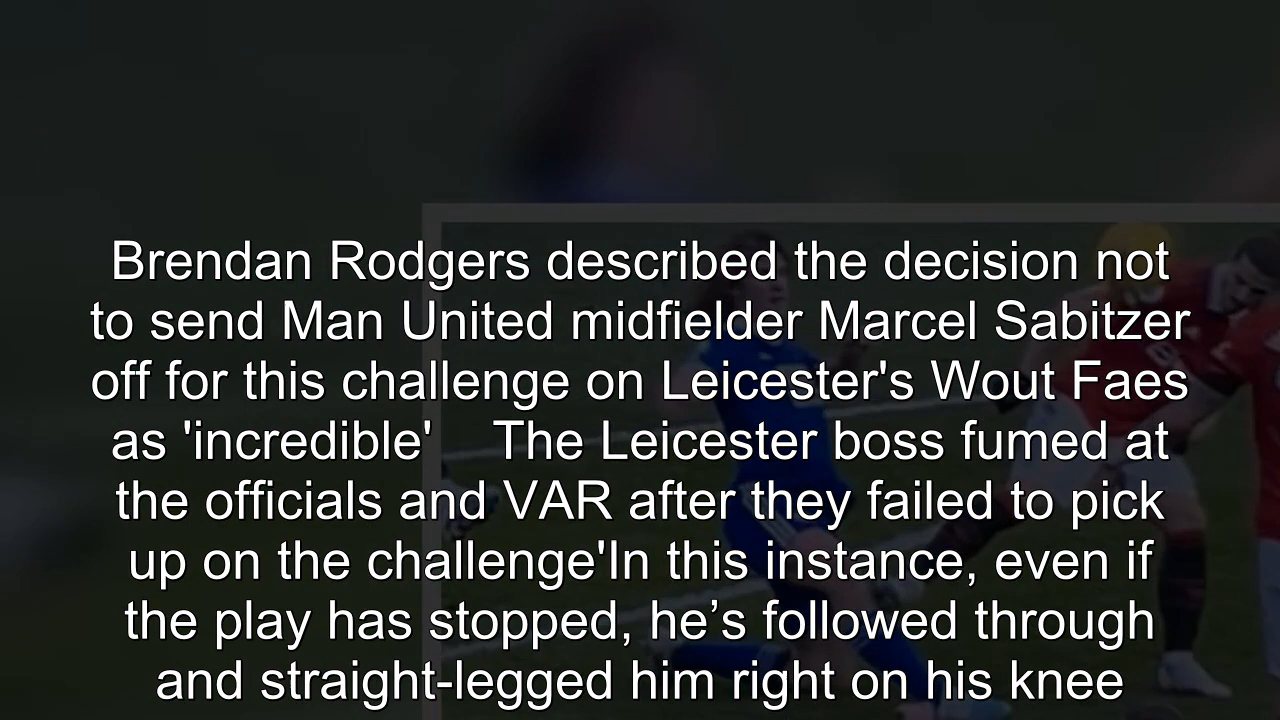 Brendan Rodgers described the decision not
to send Man United midfielder Marcel Sabitzer
off for this challenge on Leicester's Wout Faes
as 'incredible'    The Leicester boss fumed at
the officials and VAR after they failed to pick
up on the challenge'In this instance, even if
the play has stopped, he’s followed through
and straight-legged him right on his knee